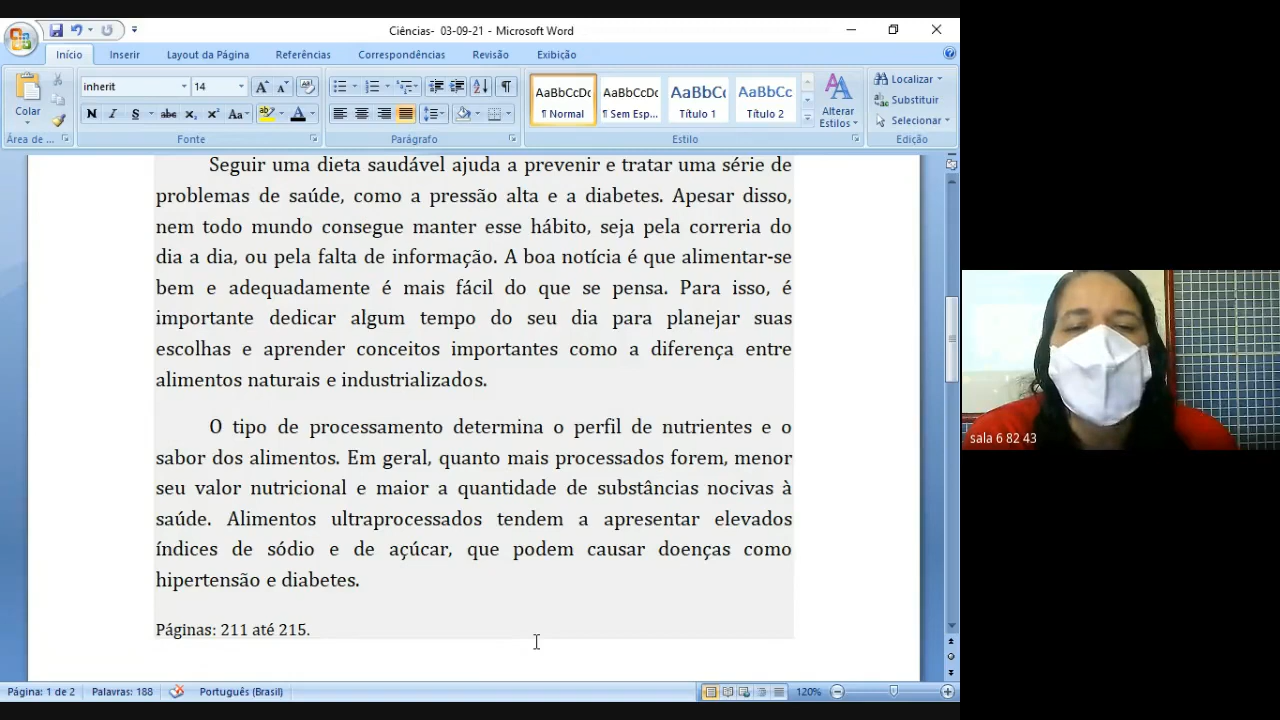 Ciências- 03-09-21 - Microsoft Word
Início Inserir Layout da Página Referências Correspondências Revisão Exibição
inherit 14 AaBbCcDc AaBbCcDc AaBbCc AaBbCc Localizar
Colar ¶ Normal ¶ Sem Esp... Título 1 Título 2 Alterar Estilos Substituir
N I S abc x₂ x² Aa A Selecionar
Área de... Fonte Parágrafo Estilo Edição
Seguir uma dieta saudável ajuda a prevenir e tratar uma série de
problemas de saúde, como a pressão alta e a diabetes. Apesar disso,
nem todo mundo consegue manter esse hábito, seja pela correria do
dia a dia, ou pela falta de informação. A boa notícia é que alimentar-se
bem e adequadamente é mais fácil do que se pensa. Para isso, é
importante dedicar algum tempo do seu dia para planejar suas
escolhas e aprender conceitos importantes como a diferença entre
alimentos naturais e industrializados.
O tipo de processamento determina o perfil de nutrientes e o
sabor dos alimentos. Em geral, quanto mais processados forem, menor
seu valor nutricional e maior a quantidade de substâncias nocivas à
saúde. Alimentos ultraprocessados tendem a apresentar elevados
índices de sódio e de açúcar, que podem causar doenças como
hipertensão e diabetes.
Páginas: 211 até 215.
sala 6 82 43
Página: 1 de 2 Palavras: 188 Português (Brasil) 120%